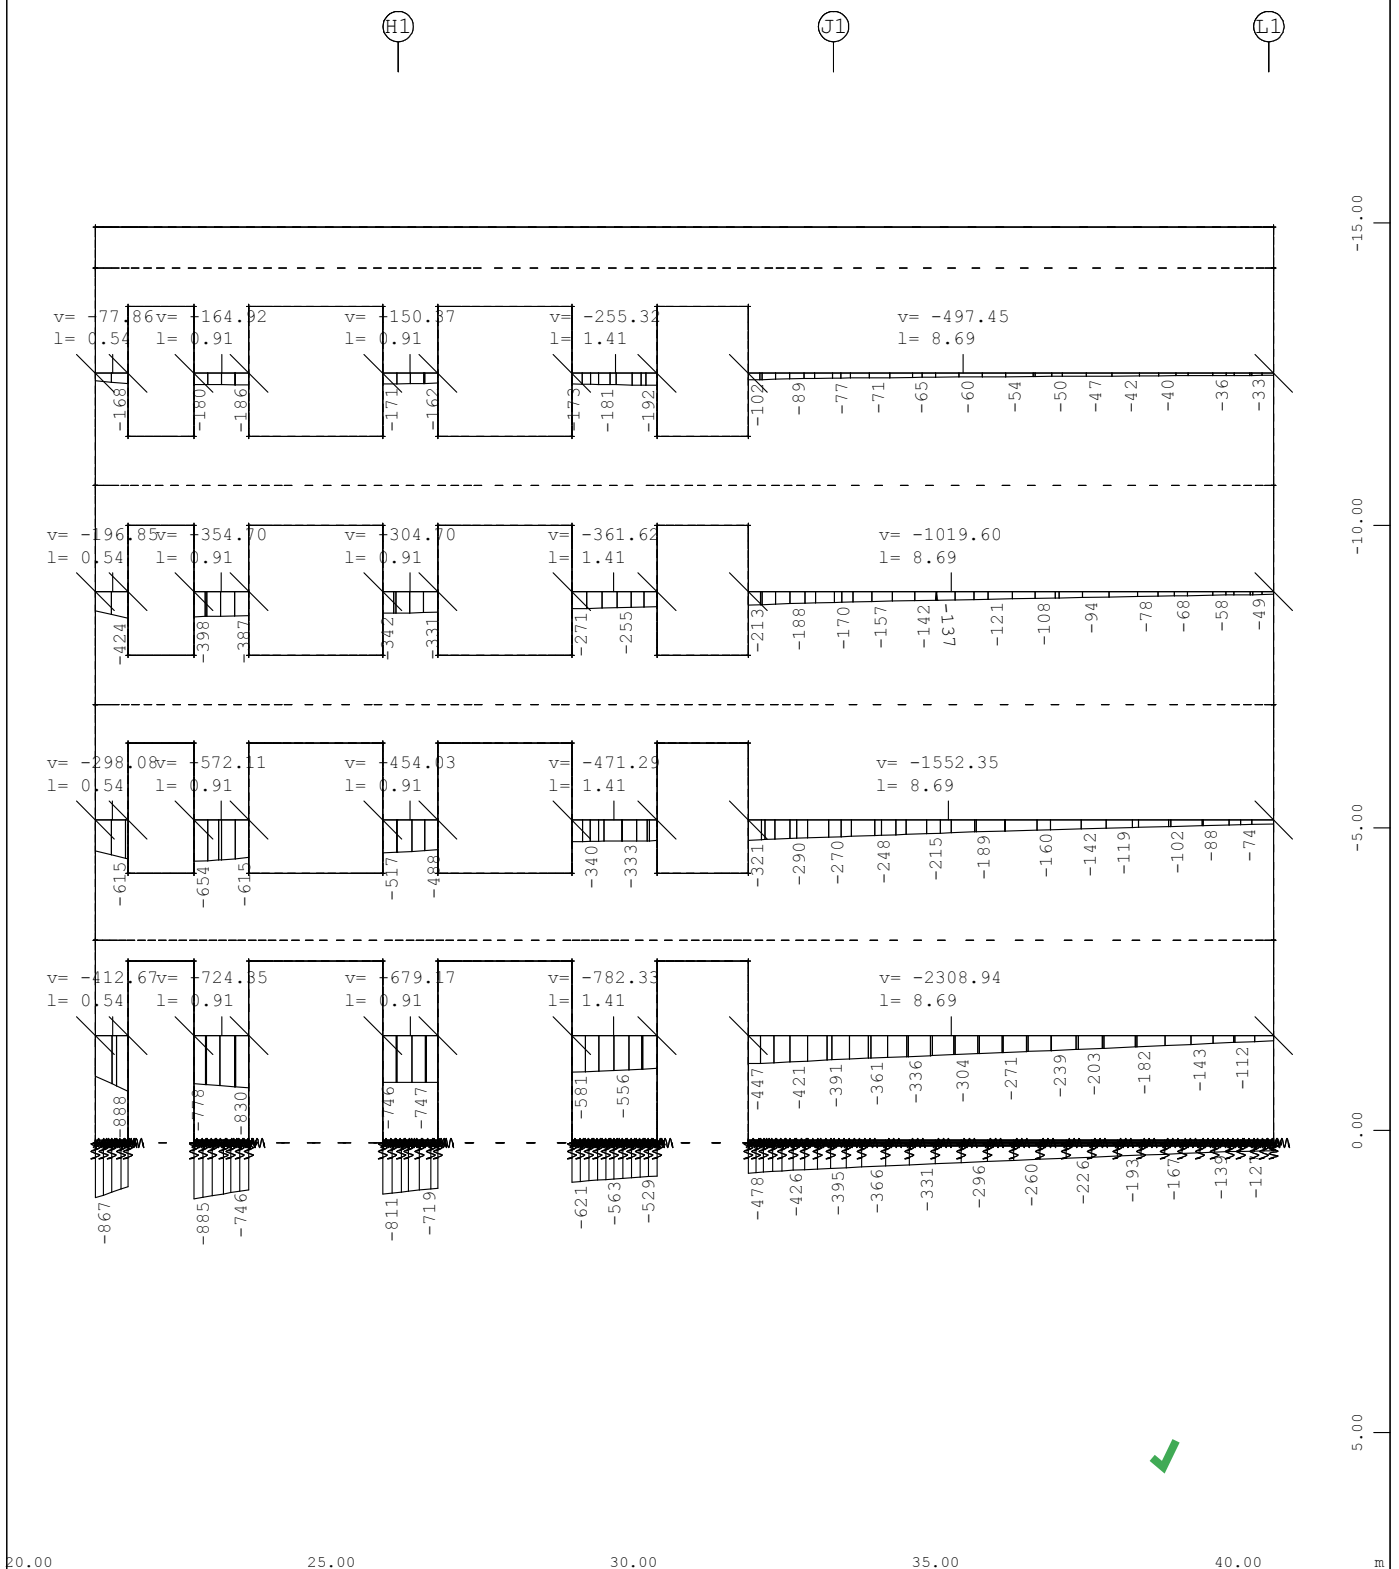 H1 J1 L1
-15.00
v= -77.86 v= -164.92 v= -150.37 v= -255.32 v= -497.45
l= 0.54 l= 0.91 l= 0.91 l= 1.41 l= 8.69
-168 -180 -186 -171 -162 -173 -181 -192 -102 -89 -77 -71 -65 -60 -54 -50 -47 -42 -40 -36 -33
-10.00
v= -196.85 v= -354.70 v= -304.70 v= -361.62 v= -1019.60
l= 0.54 l= 0.91 l= 0.91 l= 1.41 l= 8.69
-424 -398 -387 -342 -331 -271 -255 -213 -188 -170 -157 -142 -137 -121 -108 -94 -78 -68 -58 -49
v= -298.08 v= -572.11 v= -454.03 v= -471.29 v= -1552.35
l= 0.54 l= 0.91 l= 0.91 l= 1.41 l= 8.69
-5.00
-615 -654 -615 -517 -488 -340 -333 -321 -290 -270 -248 -215 -189 -160 -142 -119 -102 -88 -74
v= -412.67 v= -724.35 v= -679.17 v= -782.33 v= -2308.94
l= 0.54 l= 0.91 l= 0.91 l= 1.41 l= 8.69
-888 -778 -830 -746 -747 -581 -556 -447 -421 -391 -361 -336 -304 -271 -239 -203 -182 -143 -112
0.00
-867 -885 -746 -811 -719 -621 -563 -529 -478 -426 -395 -366 -331 -296 -260 -226 -193 -167 -139 -127
5.00
20.00 25.00 30.00 35.00 40.00 m